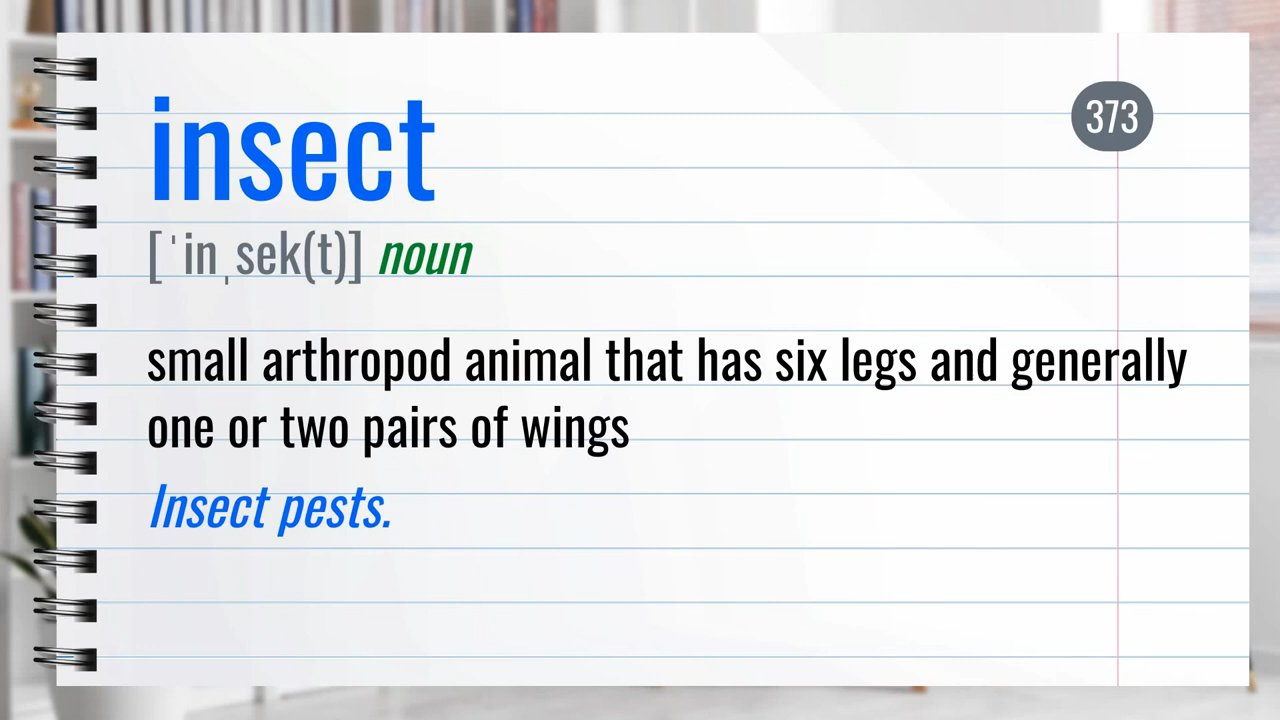 insect
373
[ˈinˌsek(t)] noun
small arthropod animal that has six legs and generally
one or two pairs of wings
Insect pests.